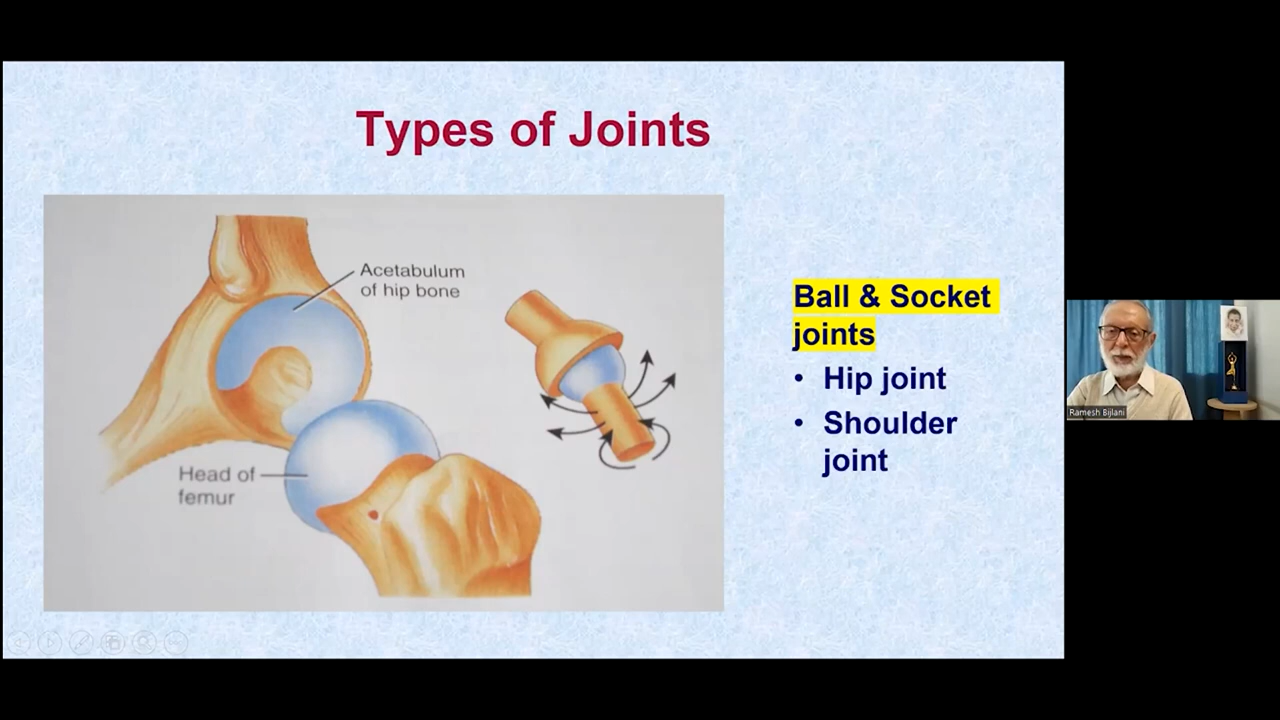 Types of Joints
Acetabulum
of hip bone
Head of
femur
Ball & Socket
joints
• Hip joint
• Shoulder
joint
Ramesh Bijlani